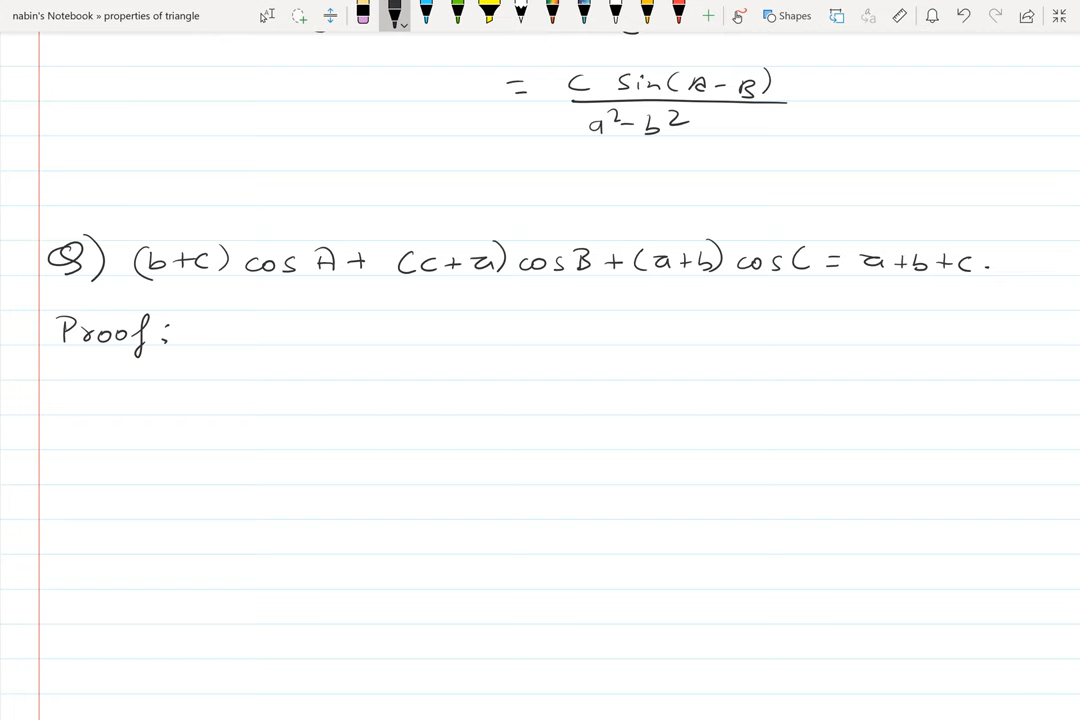 nabin's Notebook » properties of triangle
Shapes
= c sin(A-B)
a²-b²
Q) (b+c) cos A + (c+a) cos B + (a+b) cos C = a+b+c.
Proof: